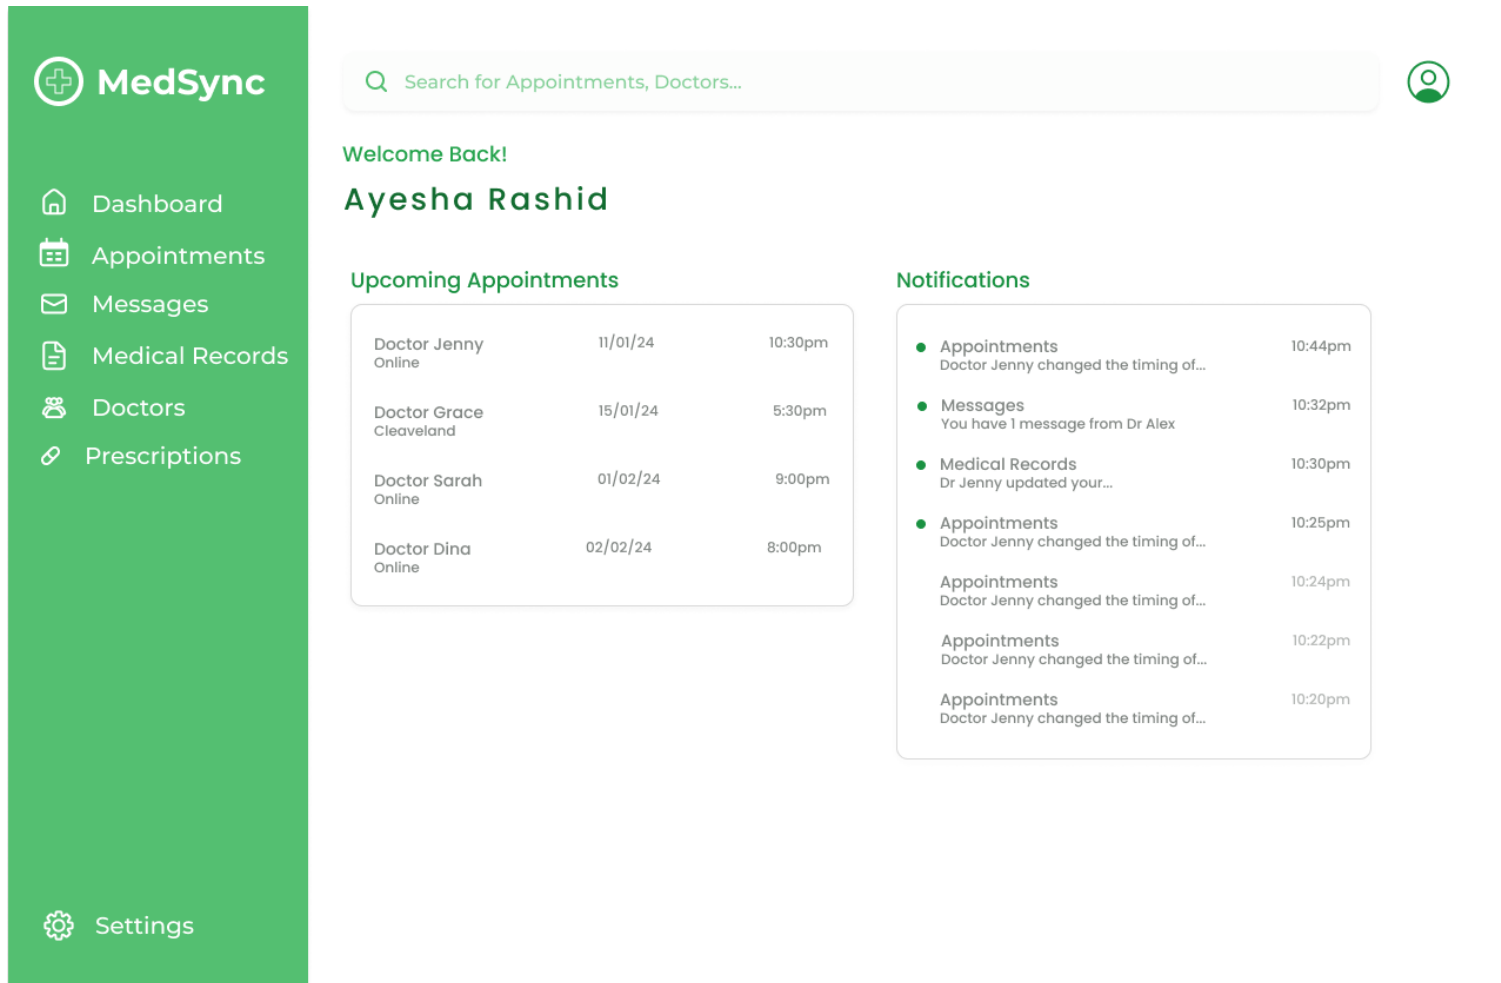 MedSync
Search for Appointments, Doctors...
Welcome Back!
Ayesha Rashid
Dashboard
Appointments
Messages
Medical Records
Doctors
Prescriptions
Settings
Upcoming Appointments
Doctor Jenny 11/01/24 10:30pm
Online
Doctor Grace 15/01/24 5:30pm
Cleaveland
Doctor Sarah 01/02/24 9:00pm
Online
Doctor Dina 02/02/24 8:00pm
Online
Notifications
Appointments 10:44pm
Doctor Jenny changed the timing of...
Messages 10:32pm
You have 1 message from Dr Alex
Medical Records 10:30pm
Dr Jenny updated your...
Appointments 10:25pm
Doctor Jenny changed the timing of...
Appointments 10:24pm
Doctor Jenny changed the timing of...
Appointments 10:22pm
Doctor Jenny changed the timing of...
Appointments 10:20pm
Doctor Jenny changed the timing of...